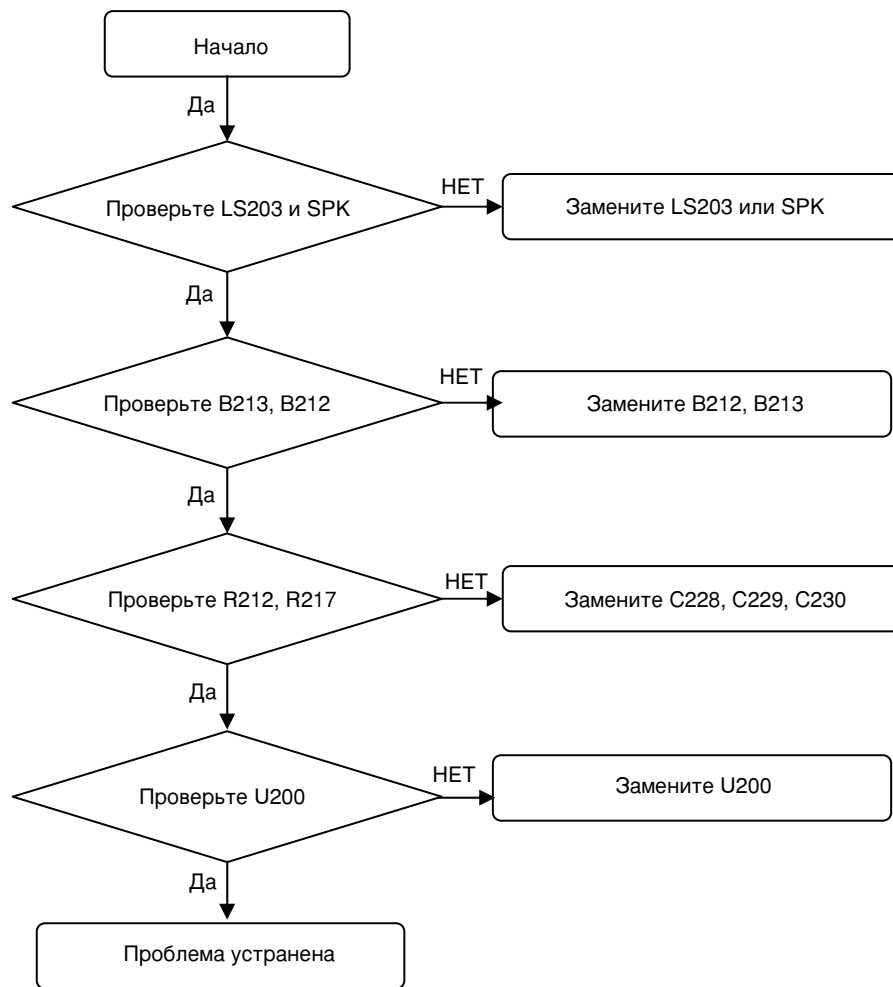 Начало
Да
Проверьте LS203 и SPK
НЕТ
Замените LS203 или SPK
Да
Проверьте B213, B212
НЕТ
Замените B212, B213
Да
Проверьте R212, R217
НЕТ
Замените C228, C229, C230
Да
Проверьте U200
НЕТ
Замените U200
Да
Проблема устранена